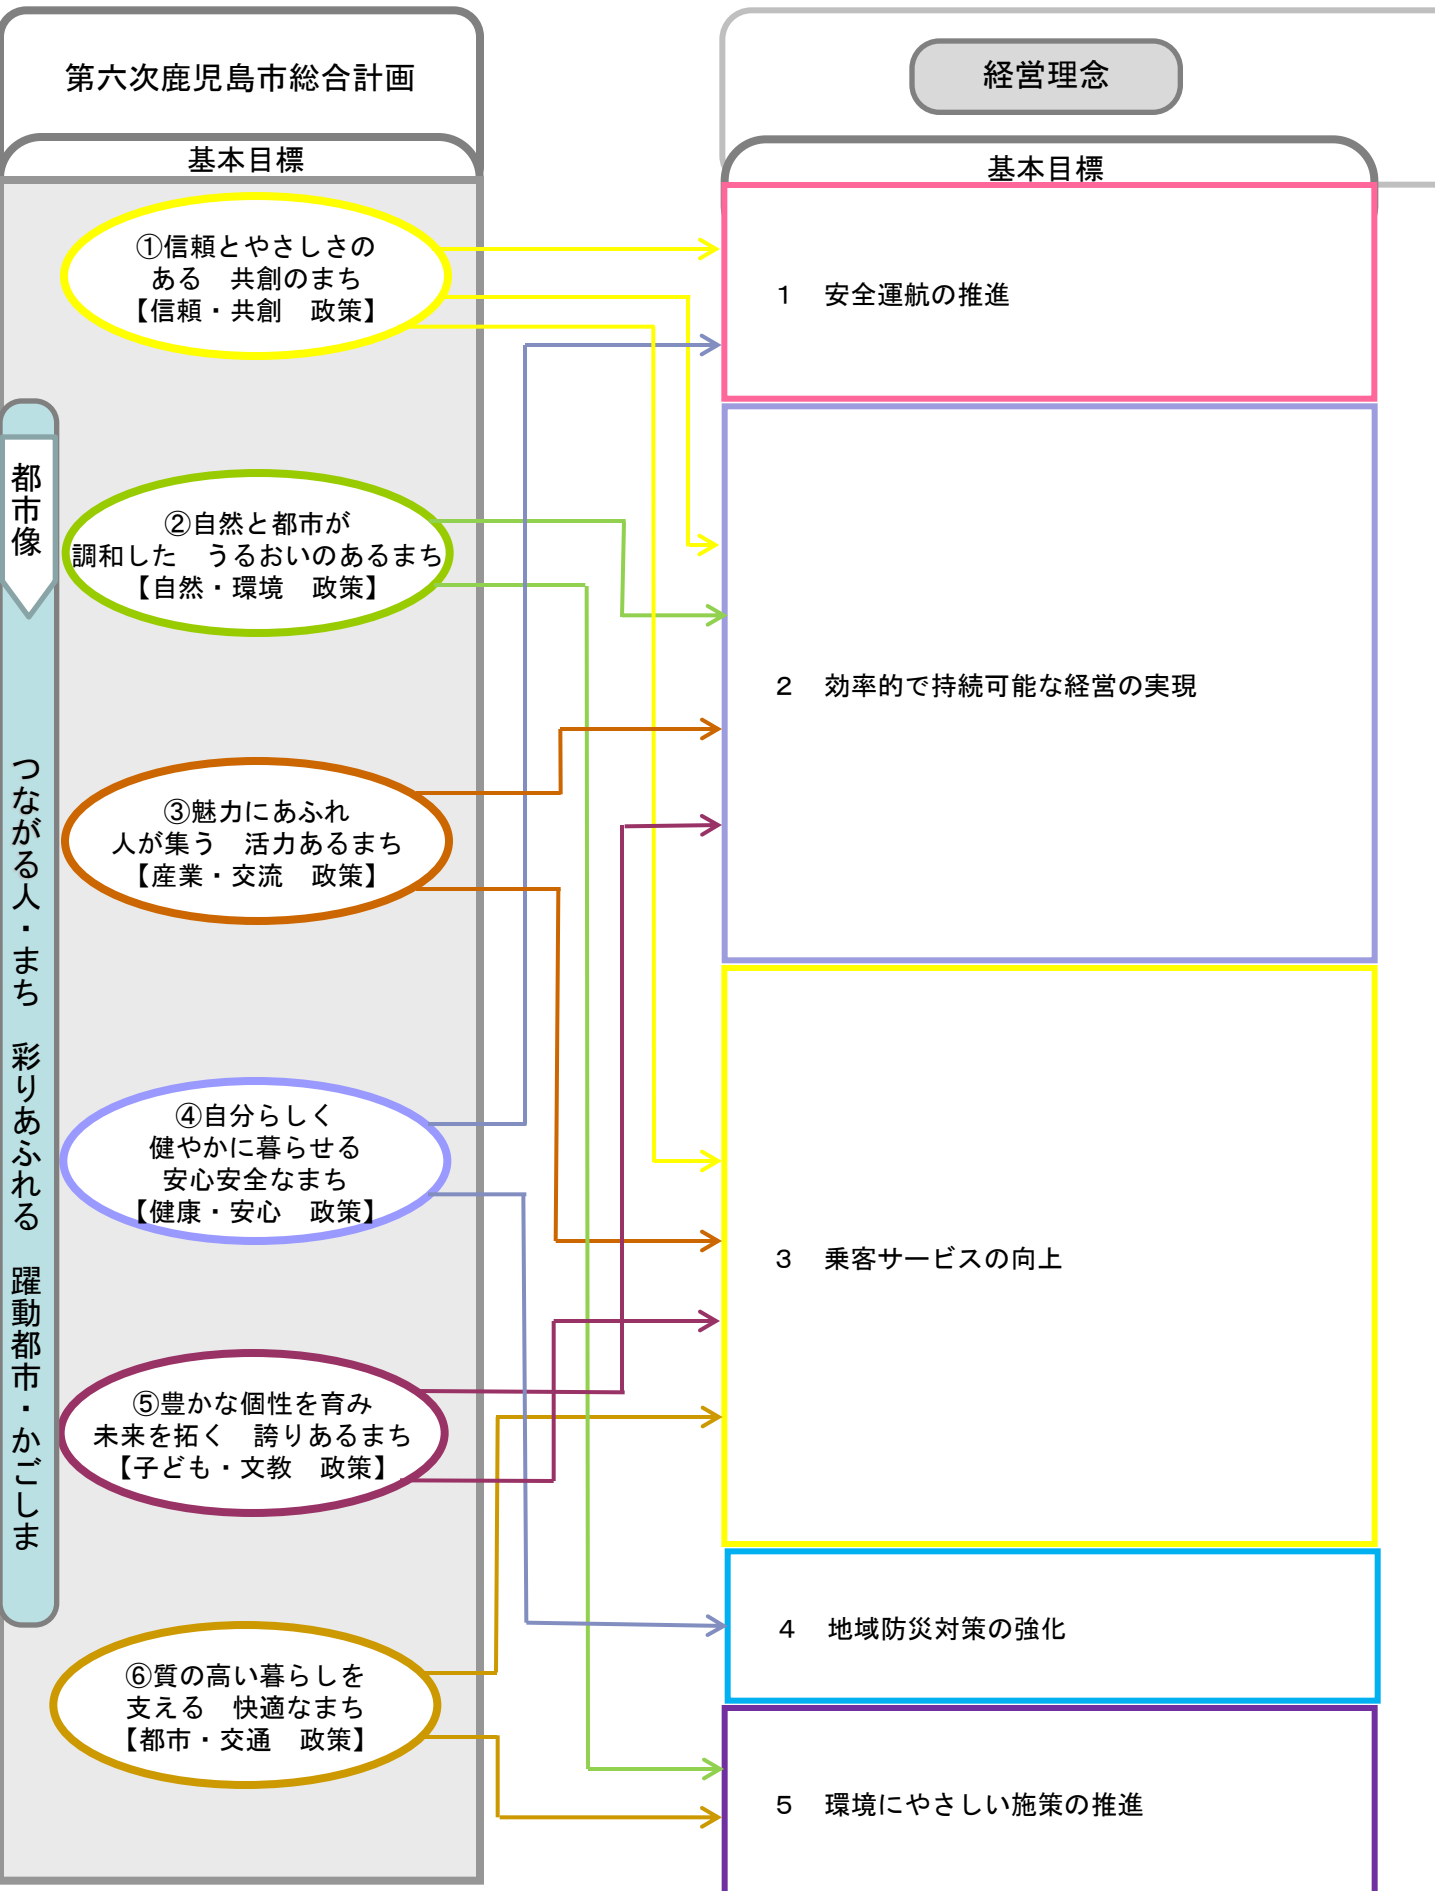 第六次鹿児島市総合計画
基本目標
①信頼とやさしさの
ある　共創のまち
【信頼・共創　政策】
②自然と都市が
調和した　うるおいのあるまち
【自然・環境　政策】
③魅力にあふれ
人が集う　活力あるまち
【産業・交流　政策】
④自分らしく
健やかに暮らせる
安心安全なまち
【健康・安心　政策】
⑤豊かな個性を育み
未来を拓く　誇りあるまち
【子ども・文教　政策】
⑥質の高い暮らしを
支える　快適なまち
【都市・交通　政策】
都市像
つながる人・まち　彩りあふれる　躍動都市・かごしま
経営理念
基本目標
１　安全運航の推進
２　効率的で持続可能な経営の実現
３　乗客サービスの向上
４　地域防災対策の強化
５　環境にやさしい施策の推進